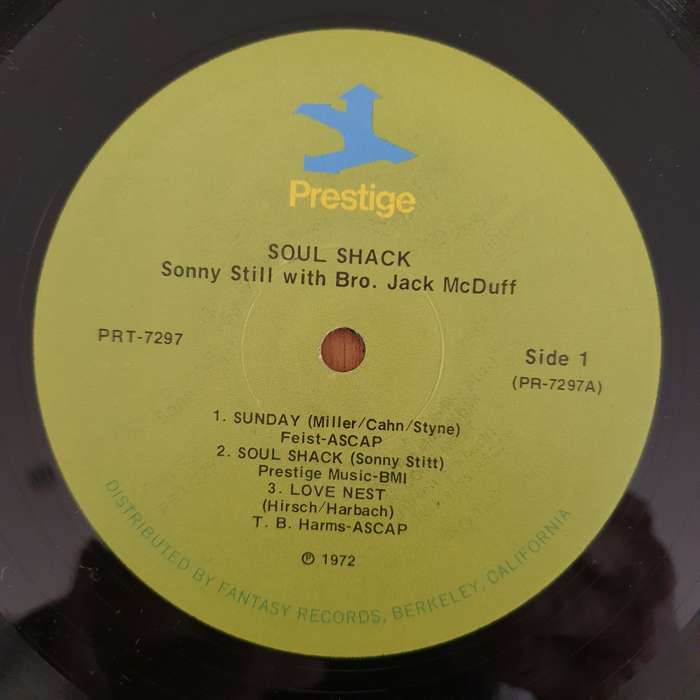 Prestige
SOUL SHACK
Sonny Still with Bro. Jack McDuff
PRT-7297
Side 1
(PR-7297A)
1. SUNDAY (Miller/Cahn/Styne)
Feist-ASCAP
2. SOUL SHACK (Sonny Stitt)
Prestige Music-BMI
3. LOVE NEST
(Hirsch/Harbach)
T. B. Harms-ASCAP
℗ 1972
DISTRIBUTED BY FANTASY RECORDS, BERKELEY, CALIFORNIA